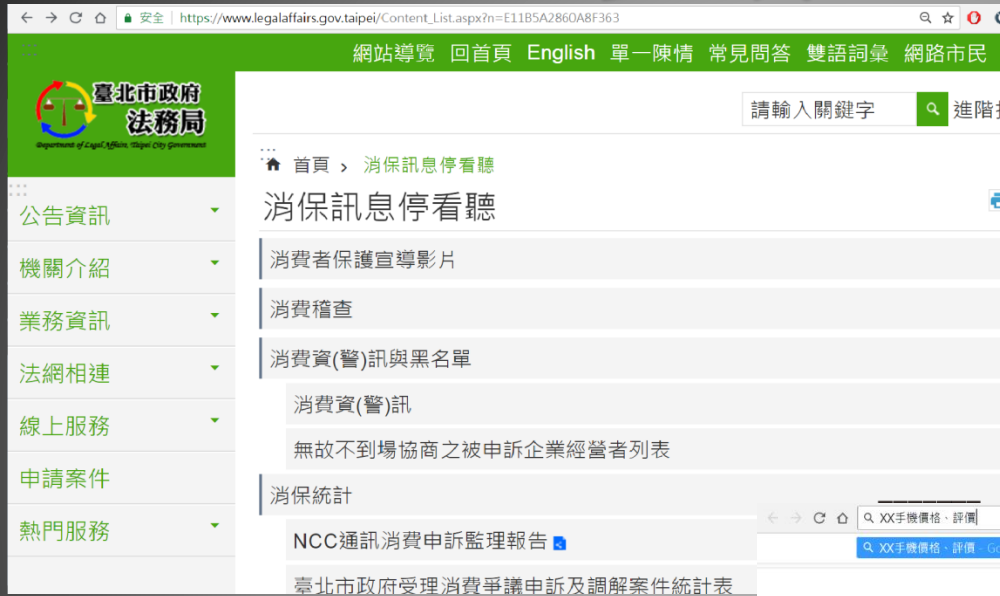 安全 | https://www.legalaffairs.gov.taipei/Content_List.aspx?n=E11B5A2860A8F363
網站導覽 回首頁 English 單一陳情 常見問答 雙語詞彙 網路市民
臺北市政府
法務局
Department of Legal Affairs, Taipei City Government
請輸入關鍵字
進階
首頁 › 消保訊息停看聽
消保訊息停看聽
公告資訊
機關介紹
業務資訊
法網相連
線上服務
申請案件
熱門服務
消費者保護宣導影片
消費稽查
消費資(警)訊與黑名單
消費資(警)訊
無故不到場協商之被申訴企業經營者列表
消保統計
NCC通訊消費申訴監理報告
臺北市政府受理消費爭議申訴及調解案件統計表
XX手機價格、評價
XX手機價格、評價 - Go